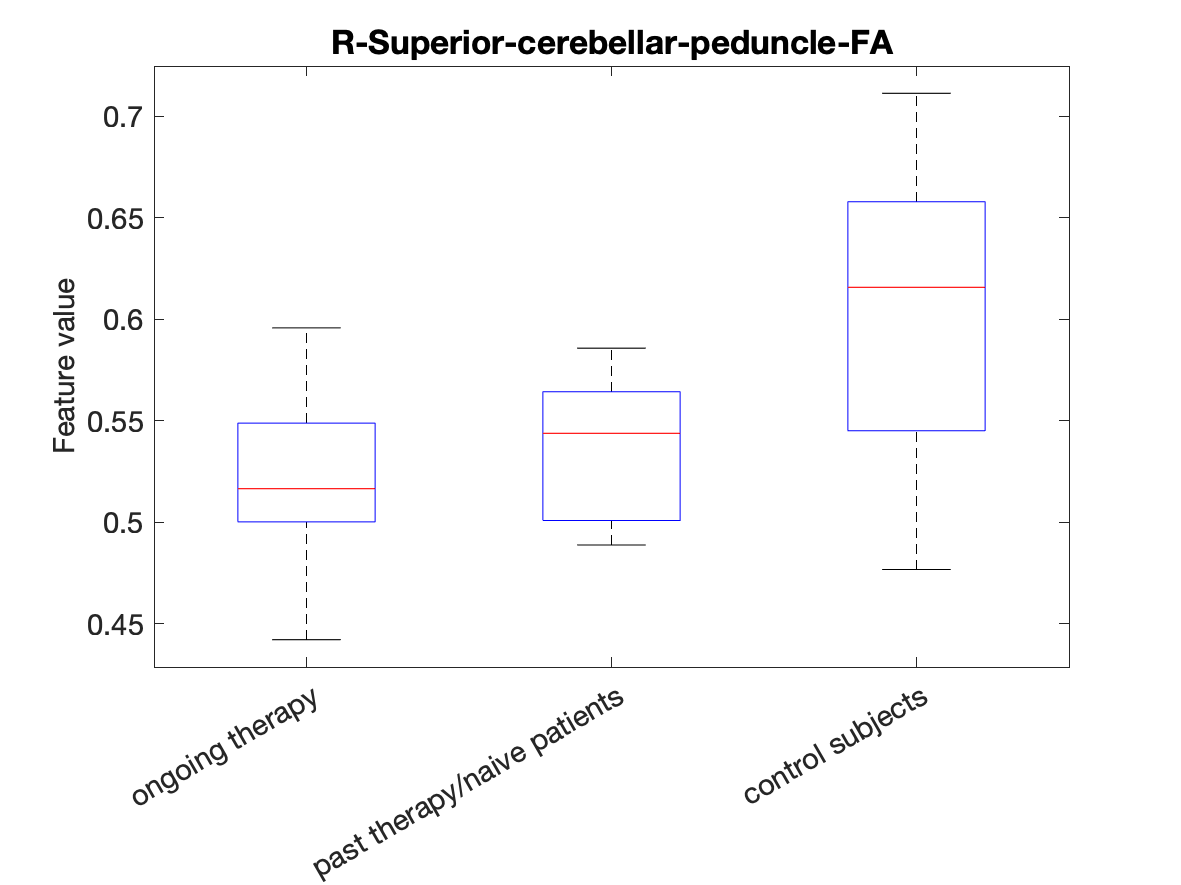 R-Superior-cerebellar-peduncle-FA
Feature value
0.7
0.65
0.6
0.55
0.5
0.45
ongoing therapy
past therapy/naive patients
control subjects